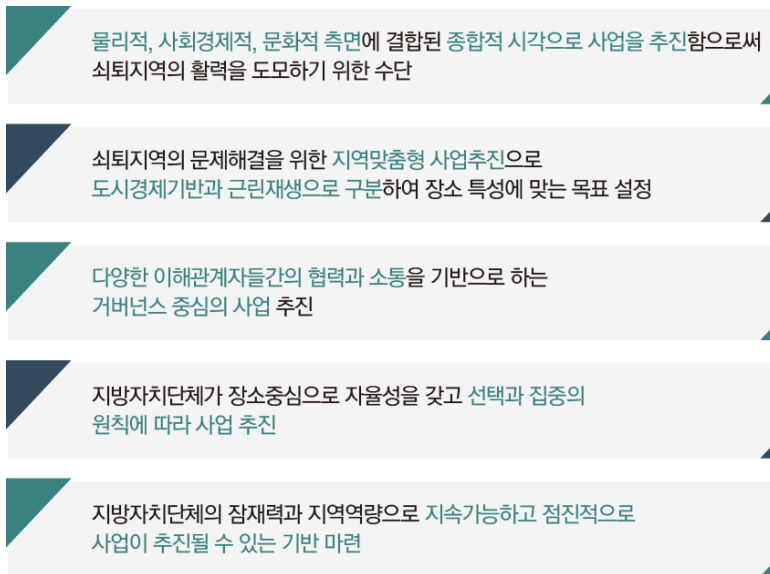 물리적, 사회경제적, 문화적 측면에 결합된 종합적 시각으로 사업을 추진함으로써
쇠퇴지역의 활력을 도모하기 위한 수단
쇠퇴지역의 문제해결을 위한 지역맞춤형 사업추진으로
도시경제기반과 근린재생으로 구분하여 장소 특성에 맞는 목표 설정
다양한 이해관계자들간의 협력과 소통을 기반으로 하는
거버넌스 중심의 사업 추진
지방자치단체가 장소중심으로 자율성을 갖고 선택과 집중의
원칙에 따라 사업 추진
지방자치단체의 잠재력과 지역역량으로 지속가능하고 점진적으로
사업이 추진될 수 있는 기반 마련